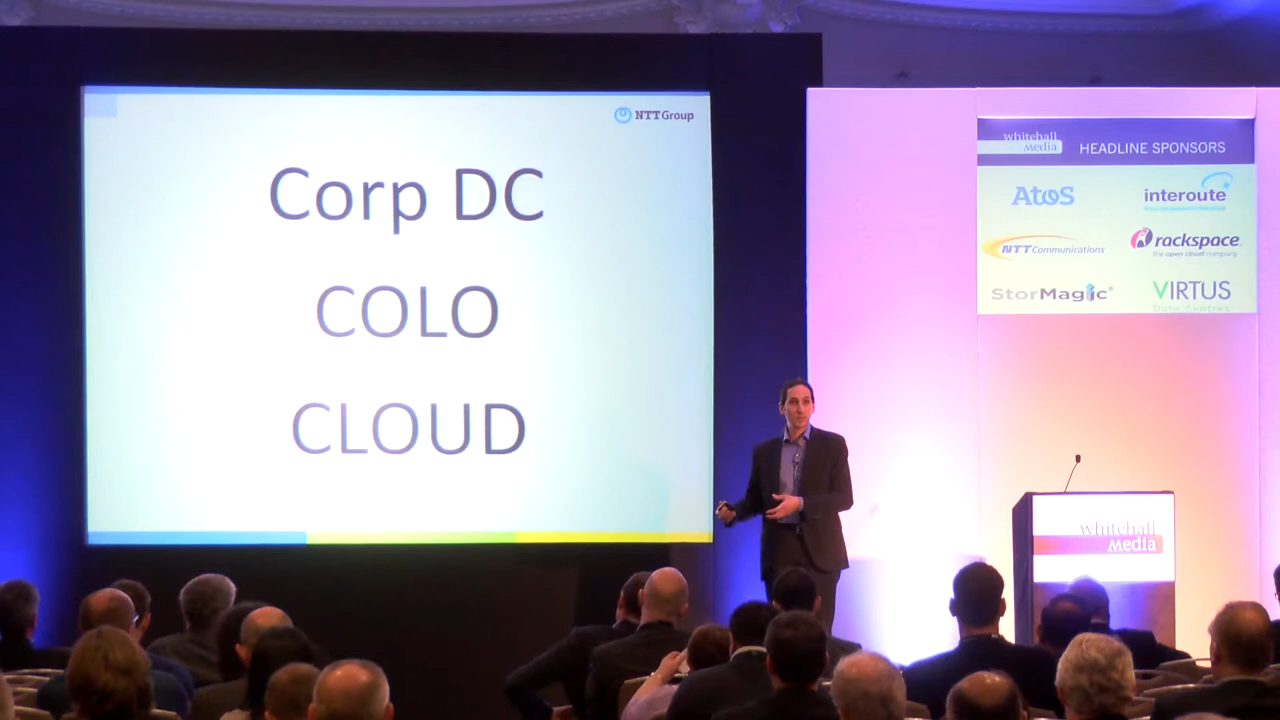 NTT Group
Corp DC
COLO
CLOUD
whitehall media
HEADLINE SPONSORS
Atos
interoute
NTT Communications
rackspace
the open cloud company
StorMagic®
VIRTUS
Data Centres
whitehall
media